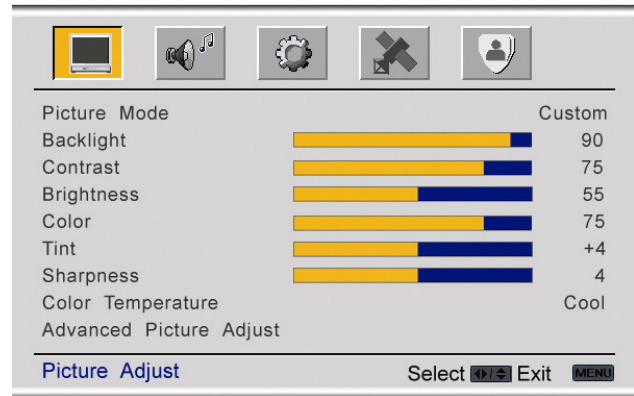 Picture Mode Custom
Backlight 90
Contrast 75
Brightness 55
Color 75
Tint +4
Sharpness 4
Color Temperature Cool
Advanced Picture Adjust
Picture Adjust Select Exit MENU